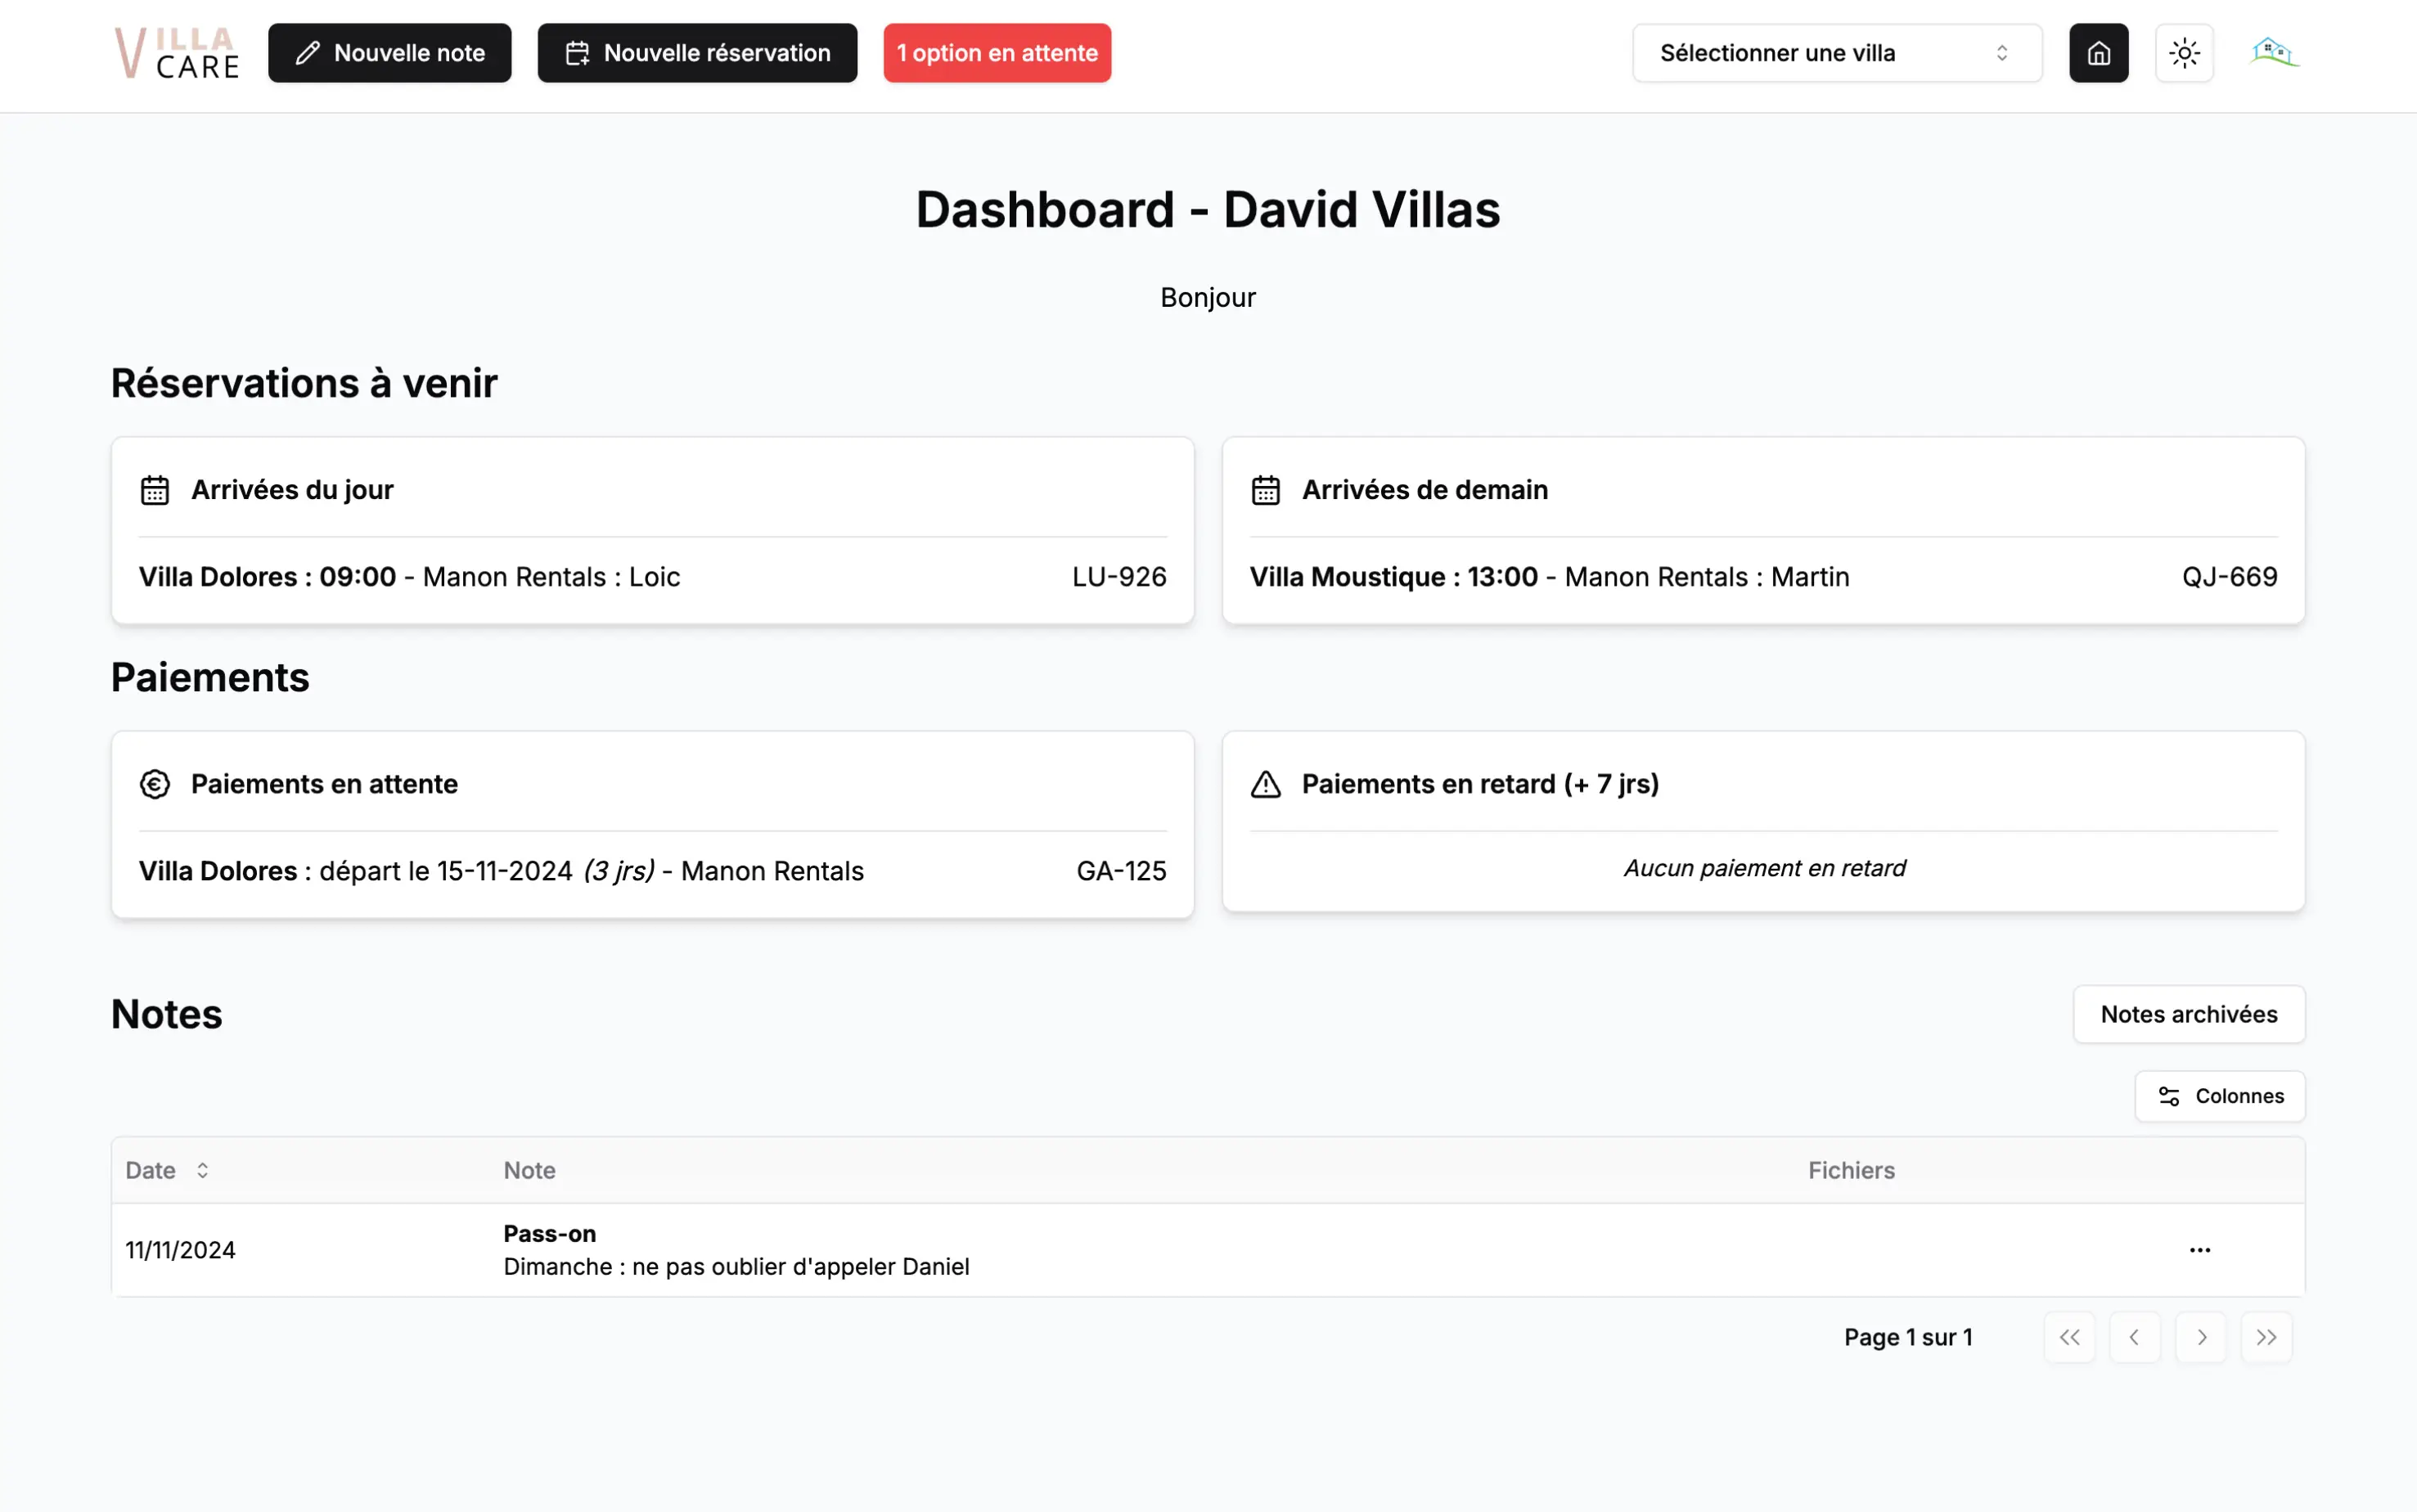 VILLA
CARE
Nouvelle note
Nouvelle réservation
1 option en attente
Sélectionner une villa
Dashboard - David Villas
Bonjour
Réservations à venir
Arrivées du jour
Villa Dolores : 09:00 - Manon Rentals : Loic LU-926
Arrivées de demain
Villa Moustique : 13:00 - Manon Rentals : Martin QJ-669
Paiements
Paiements en attente
Villa Dolores : départ le 15-11-2024 (3 jrs) - Manon Rentals GA-125
Paiements en retard (+ 7 jrs)
Aucun paiement en retard
Notes
Notes archivées
Colonnes
Date Note Fichiers
11/11/2024
Pass-on
Dimanche : ne pas oublier d'appeler Daniel
Page 1 sur 1